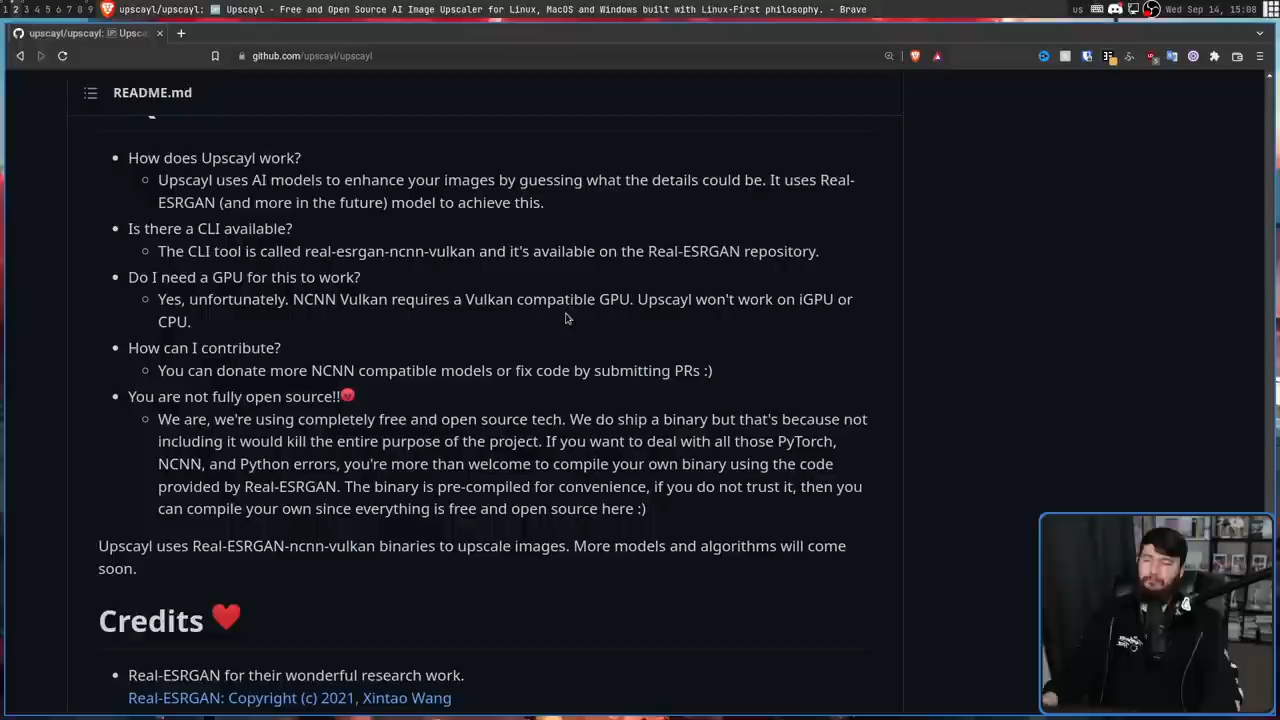 1 2 3 4 5 6 7 8 9
upscayl/upscayl: 🆙 Upscayl - Free and Open Source AI Image Upscaler for Linux, MacOS and Windows built with Linux-First philosophy. - Brave
us
Wed Sep 14, 15:08
upscayl/upscayl: 🆙 Upsca
github.com/upscayl/upscayl
README.md
• How does Upscayl work?
◦ Upscayl uses AI models to enhance your images by guessing what the details could be. It uses Real-
ESRGAN (and more in the future) model to achieve this.
• Is there a CLI available?
◦ The CLI tool is called real-esrgan-ncnn-vulkan and it's available on the Real-ESRGAN repository.
• Do I need a GPU for this to work?
◦ Yes, unfortunately. NCNN Vulkan requires a Vulkan compatible GPU. Upscayl won't work on iGPU or
CPU.
• How can I contribute?
◦ You can donate more NCNN compatible models or fix code by submitting PRs :)
• You are not fully open source!!😡
◦ We are, we're using completely free and open source tech. We do ship a binary but that's because not
including it would kill the entire purpose of the project. If you want to deal with all those PyTorch,
NCNN, and Python errors, you're more than welcome to compile your own binary using the code
provided by Real-ESRGAN. The binary is pre-compiled for convenience, if you do not trust it, then you
can compile your own since everything is free and open source here :)
Upscayl uses Real-ESRGAN-ncnn-vulkan binaries to upscale images. More models and algorithms will come
soon.
Credits ❤️
• Real-ESRGAN for their wonderful research work.
Real-ESRGAN: Copyright (c) 2021, Xintao Wang